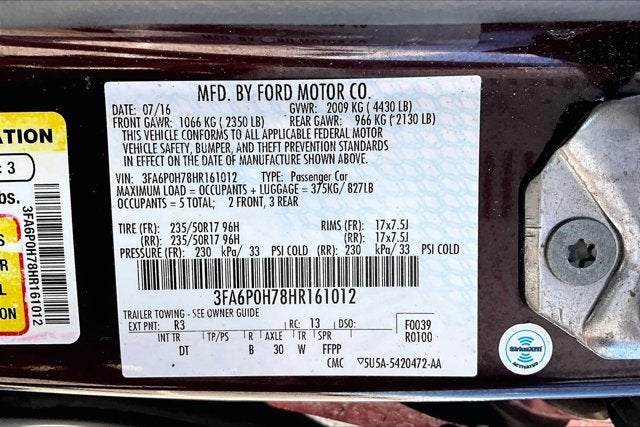 MFD. BY FORD MOTOR CO.
DATE: 07/16 GVWR: 2009 KG ( 4430 LB)
FRONT GAWR: 1066 KG ( 2350 LB) REAR GAWR: 966 KG (*2130 LB)
THIS VEHICLE CONFORMS TO ALL APPLICABLE FEDERAL MOTOR
VEHICLE SAFETY, BUMPER, AND THEFT PREVENTION STANDARDS
IN EFFECT ON THE DATE OF MANUFACTURE SHOWN ABOVE.
VIN: 3FA6P0H78HR161012 TYPE: Passenger Car
MAXIMUM LOAD = OCCUPANTS + LUGGAGE = 375KG/ 827LB
OCCUPANTS = 5 TOTAL; 2 FRONT, 3 REAR
TIRE (FR): 235/50R17 96H RIMS (FR): 17x7.5J
(RR): 235/50R17 96H (RR): 17x7.5J
PRESSURE (FR): 230 kPa/ 33 PSI COLD (RR): 230 kPa/ 33 PSI COLD
3FA6P0H78HR161012
TRAILER TOWING - SEE OWNER GUIDE
EXT PNT: R3 RC: 13 DSO: F0039
R0100
INT TR TP/PS R AXLE TR SPR
DT B 30 W FFPP
CMC ▽5U5A-5420472-AA
ATION
: 3
bs.
3FA6P0H78HR161012
R
L
R
SiriusXM
ACTIVATED